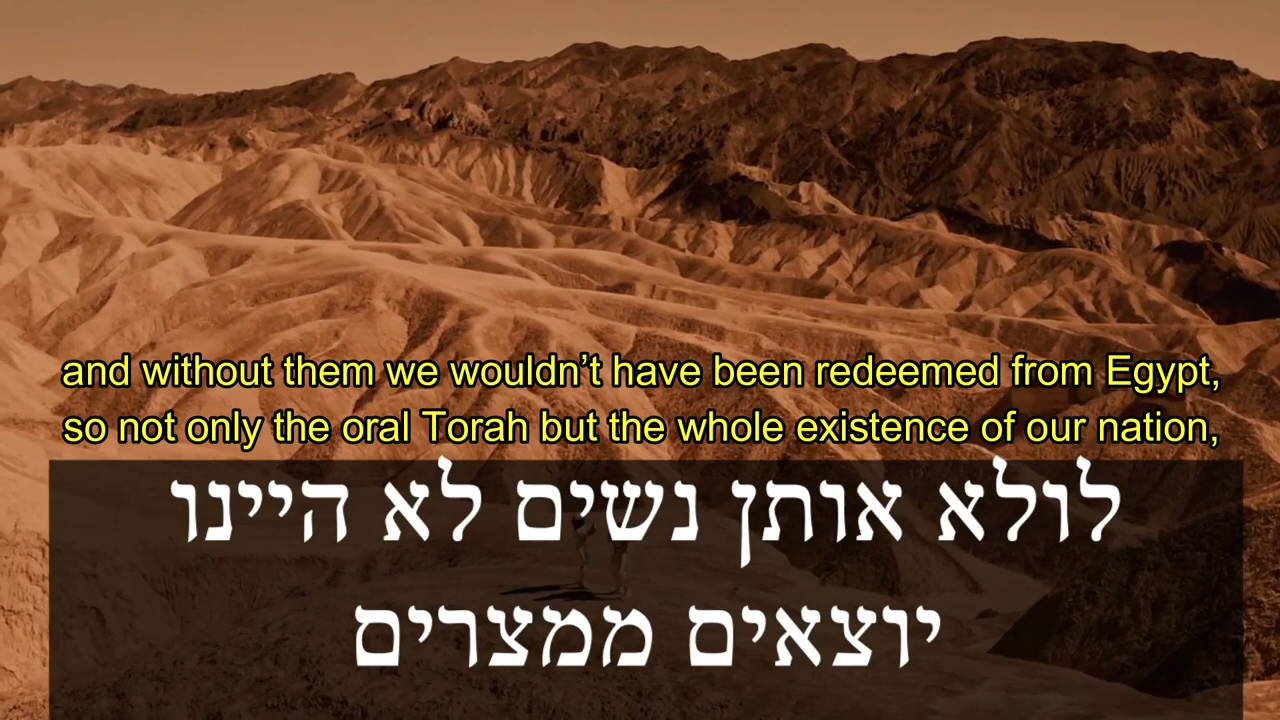 and without them we wouldn’t have been redeemed from Egypt,
so not only the oral Torah but the whole existence of our nation,
לולא אותן נשים לא היינו
יוצאים ממצרים